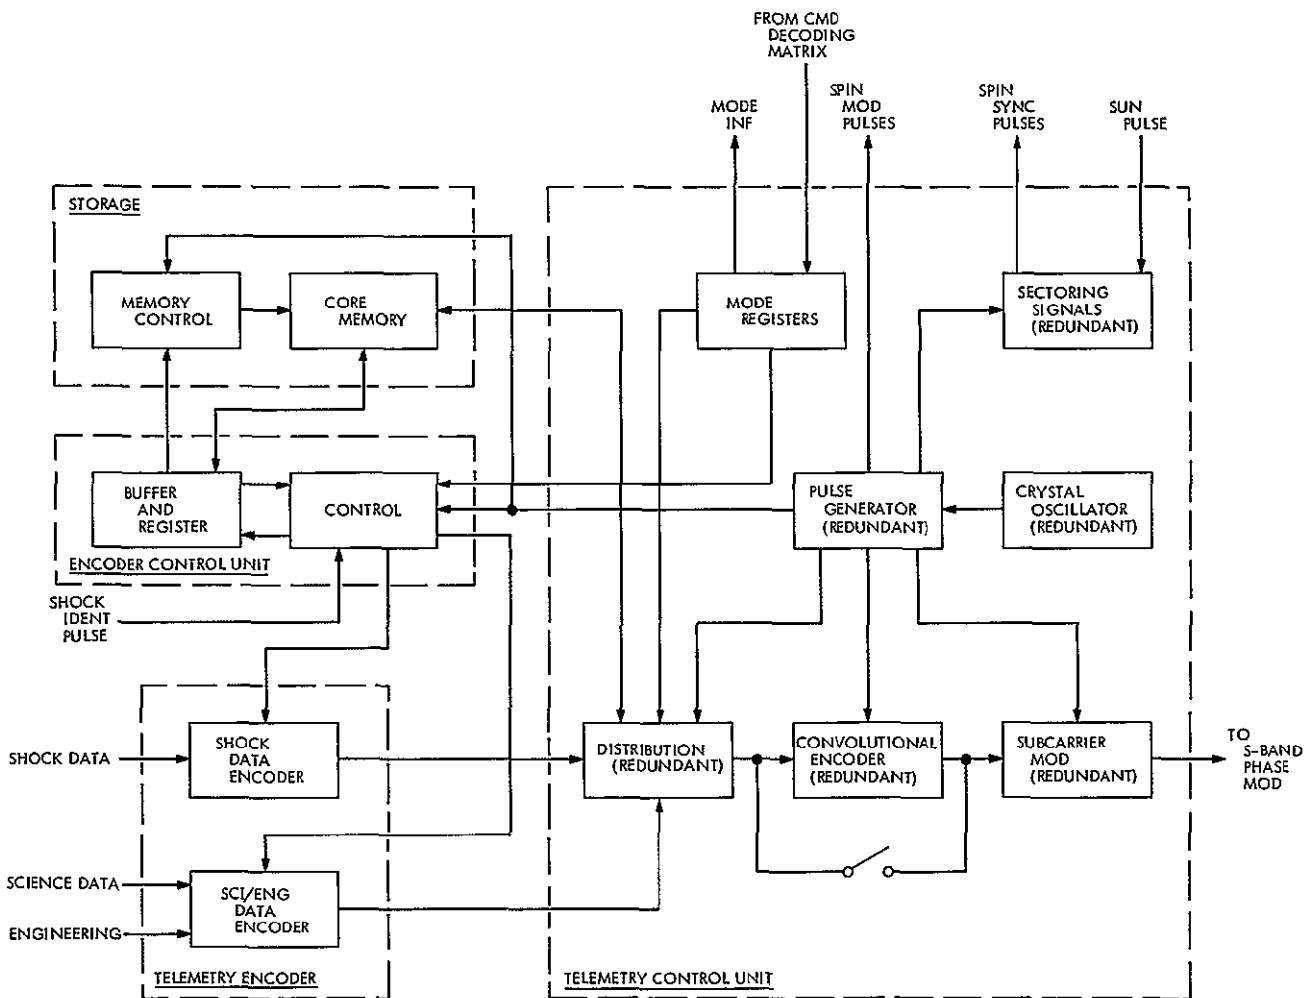 FROM CMD
DECODING
MATRIX
MODE
INF
SPIN
MOD
PULSES
SPIN
SYNC
PULSES
SUN
PULSE
STORAGE
MEMORY
CONTROL
CORE
MEMORY
MODE
REGISTERS
SECTORING
SIGNALS
(REDUNDANT)
BUFFER
AND
REGISTER
CONTROL
PULSE
GENERATOR
(REDUNDANT)
CRYSTAL
OSCILLATOR
(REDUNDANT)
ENCODER CONTROL UNIT
SHOCK
IDENT
PULSE
SHOCK DATA
SHOCK
DATA
ENCODER
DISTRIBUTION
(REDUNDANT)
CONVOLUTIONAL
ENCODER
(REDUNDANT)
SUBCARRIER
MOD
(REDUNDANT)
TO
S-BAND
PHASE
MOD
SCIENCE DATA
ENGINEERING
SCI/ENG
DATA
ENCODER
TELEMETRY ENCODER
TELEMETRY CONTROL UNIT